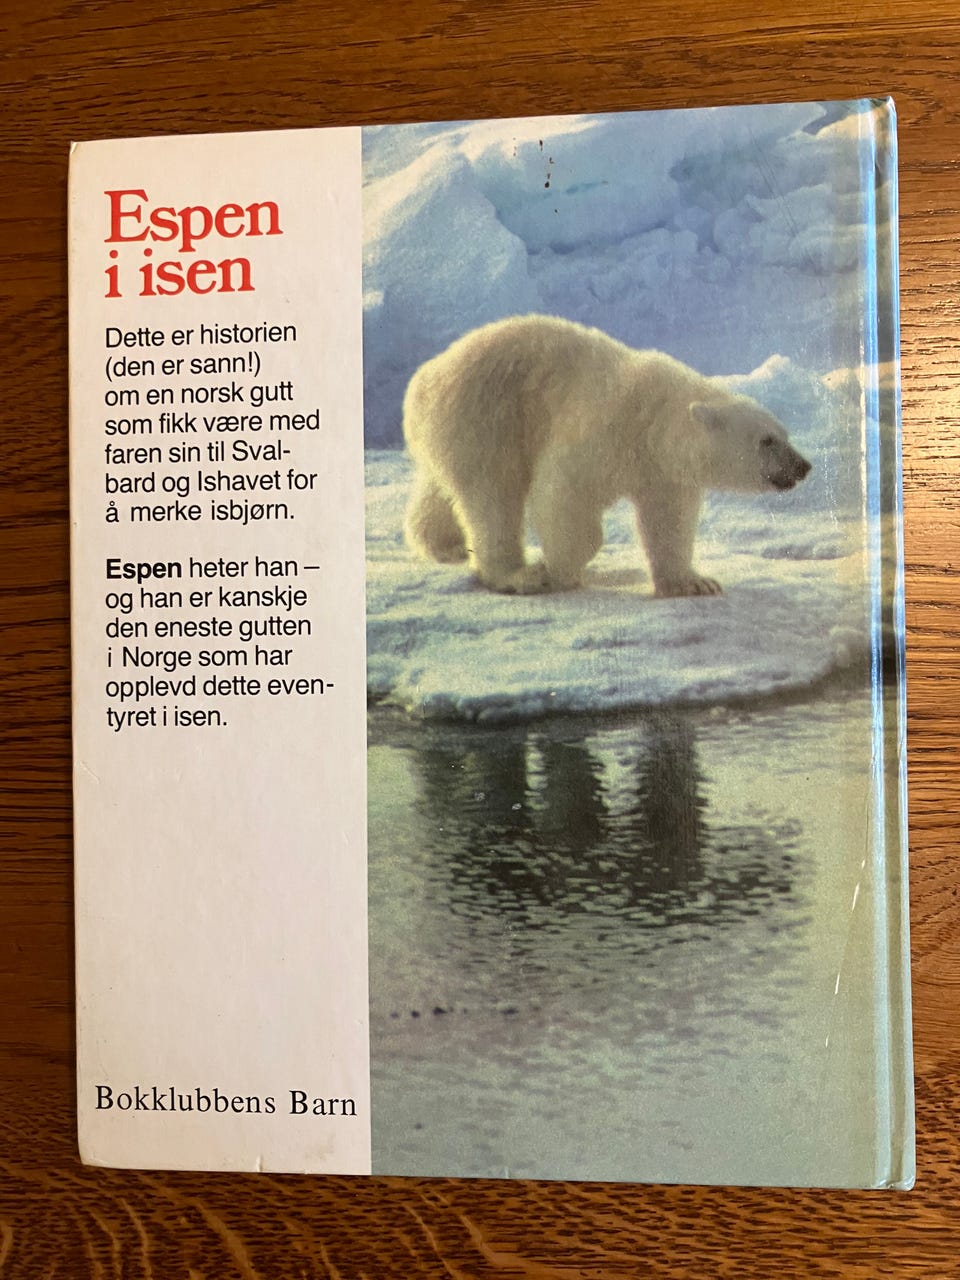 Espen
i isen
Dette er historien
(den er sann!)
om en norsk gutt
som fikk være med
faren sin til Sval-
bard og Ishavet for
å merke isbjørn.
Espen heter han –
og han er kanskje
den eneste gutten
i Norge som har
opplevd dette even-
tyret i isen.
Bokklubbens Barn